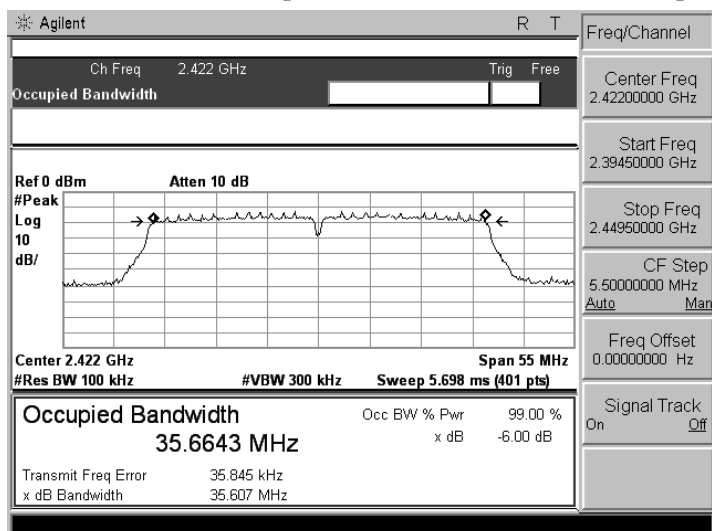 Agilent R T
Ch Freq 2.422 GHz Trig Free
Occupied Bandwidth
Ref 0 dBm Atten 10 dB
#Peak
Log
10
dB/
Center 2.422 GHz Span 55 MHz
#Res BW 100 kHz #VBW 300 kHz Sweep 5.698 ms (401 pts)
Occupied Bandwidth
35.6643 MHz
Occ BW % Pwr 99.00 %
x dB -6.00 dB
Transmit Freq Error 35.845 kHz
x dB Bandwidth 35.607 MHz
Freq/Channel
Center Freq
2.42200000 GHz
Start Freq
2.39450000 GHz
Stop Freq
2.44950000 GHz
CF Step
5.50000000 MHz
Auto Man
Freq Offset
0.00000000 Hz
Signal Track
On Off